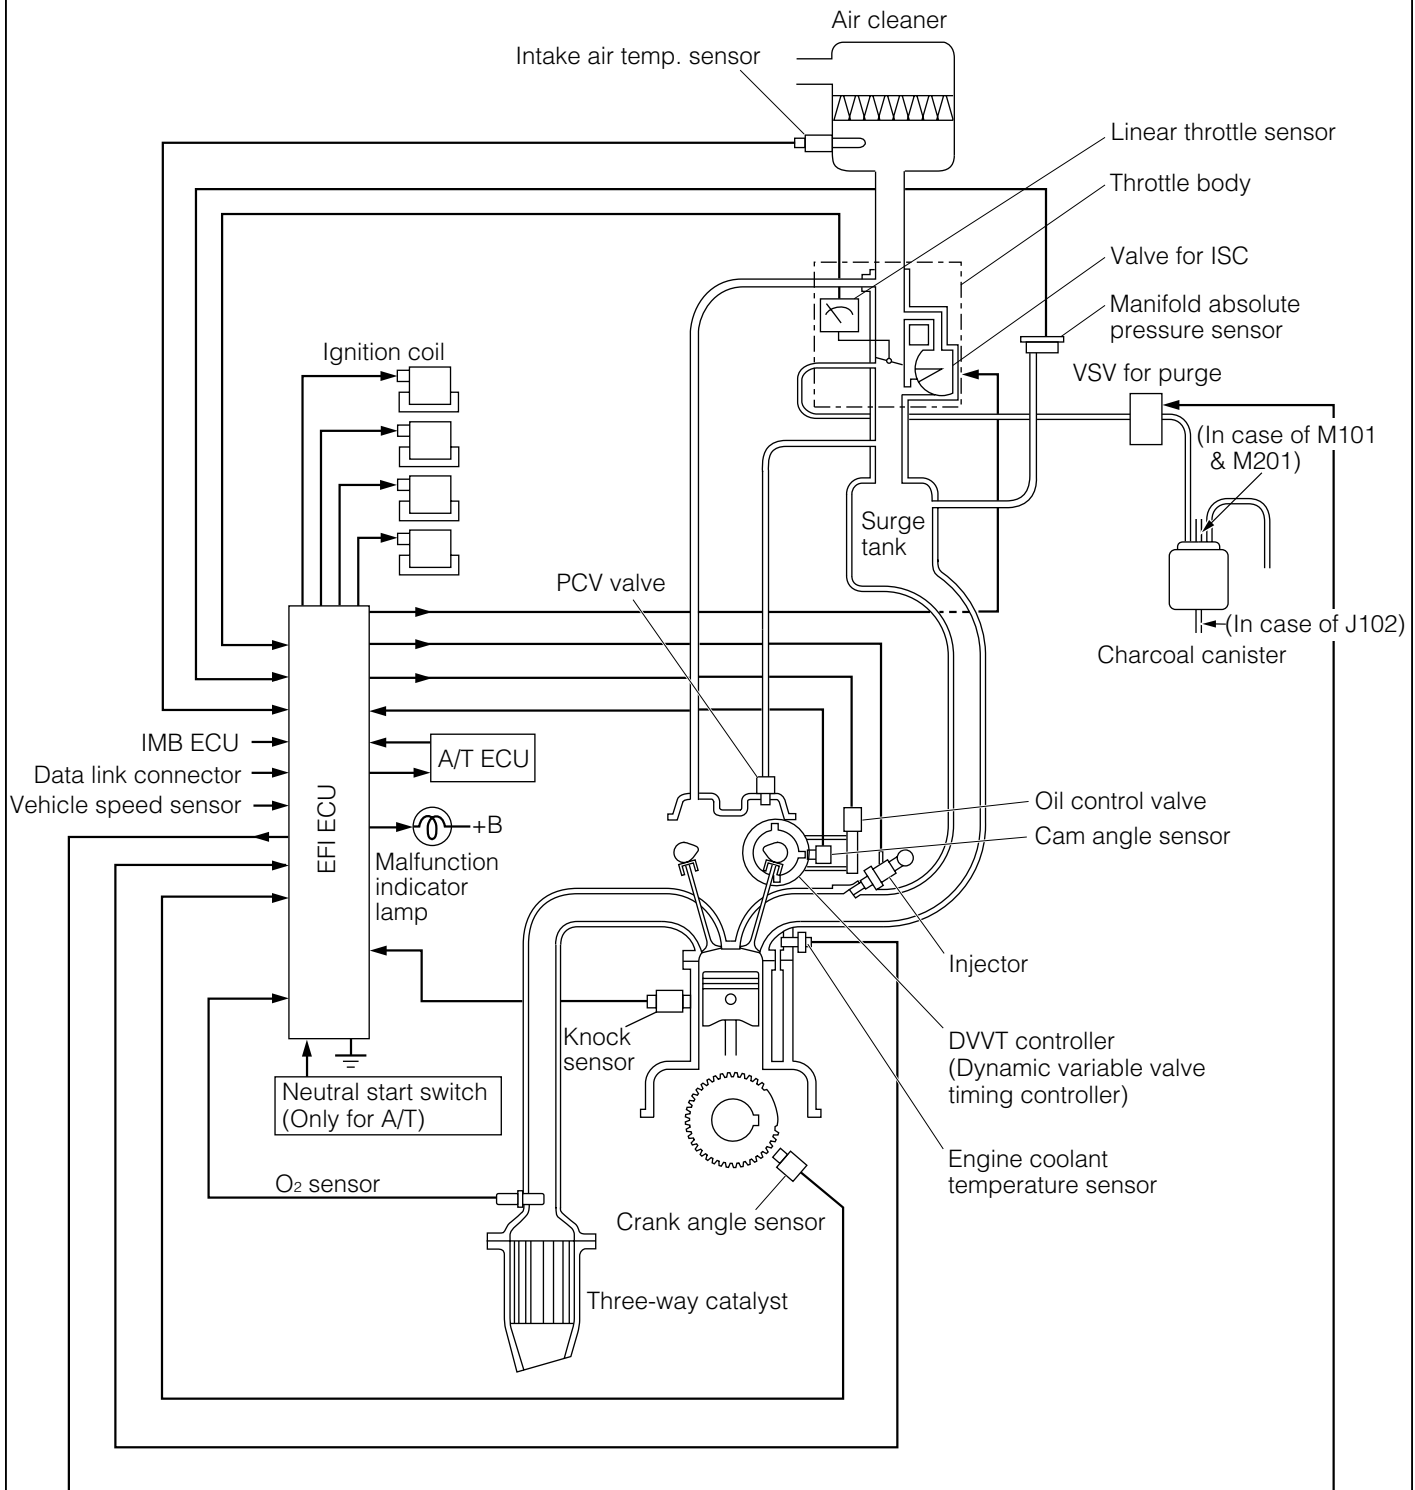 Air cleaner
Intake air temp. sensor
Linear throttle sensor
Throttle body
Valve for ISC
Manifold absolute
pressure sensor
Ignition coil
VSV for purge
(In case of M101
& M201)
Surge
tank
PCV valve
(In case of J102)
Charcoal canister
IMB ECU
A/T ECU
Data link connector
Vehicle speed sensor
EFI ECU
+B
Oil control valve
Cam angle sensor
Malfunction
indicator
lamp
Injector
Knock
sensor
DVVT controller
(Dynamic variable valve
timing controller)
Neutral start switch
(Only for A/T)
Engine coolant
temperature sensor
O2 sensor
Crank angle sensor
Three-way catalyst